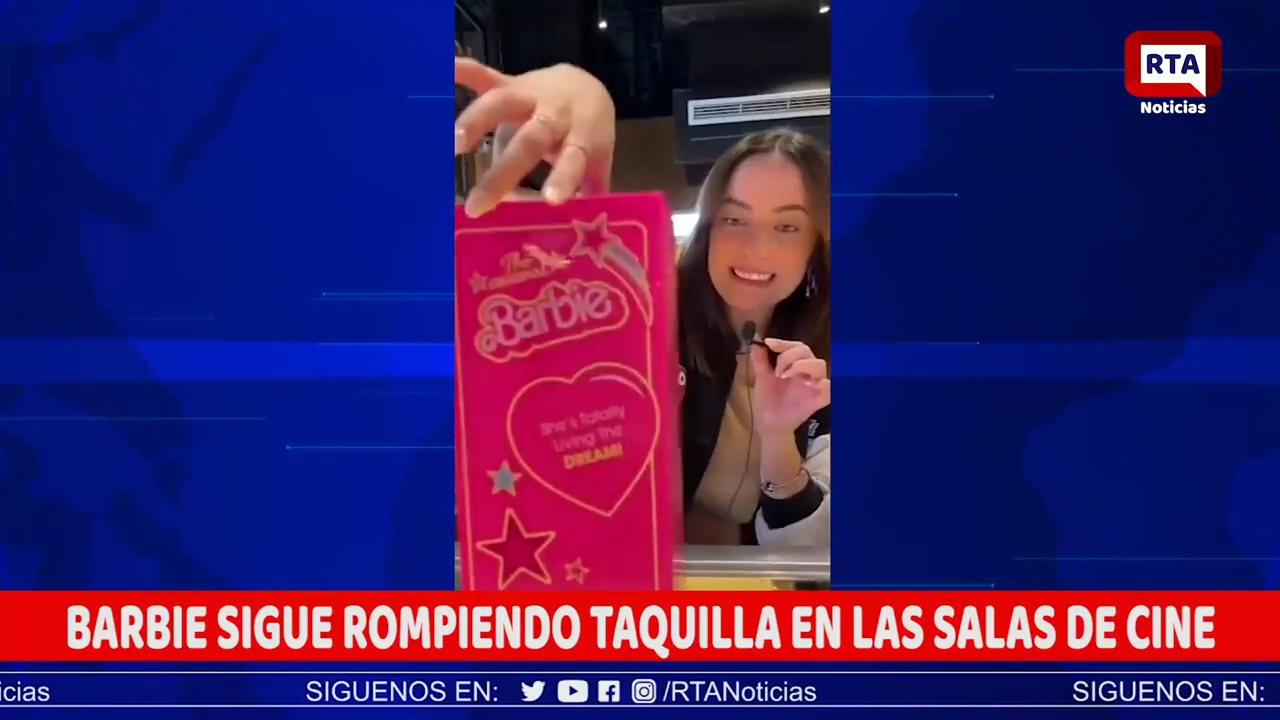 RTA
Noticias
The
Barbie
She's Totally
Living The
DREAM!
BARBIE SIGUE ROMPIENDO TAQUILLA EN LAS SALAS DE CINE
icias
SIGUENOS EN:
/RTANoticias
SIGUENOS EN: